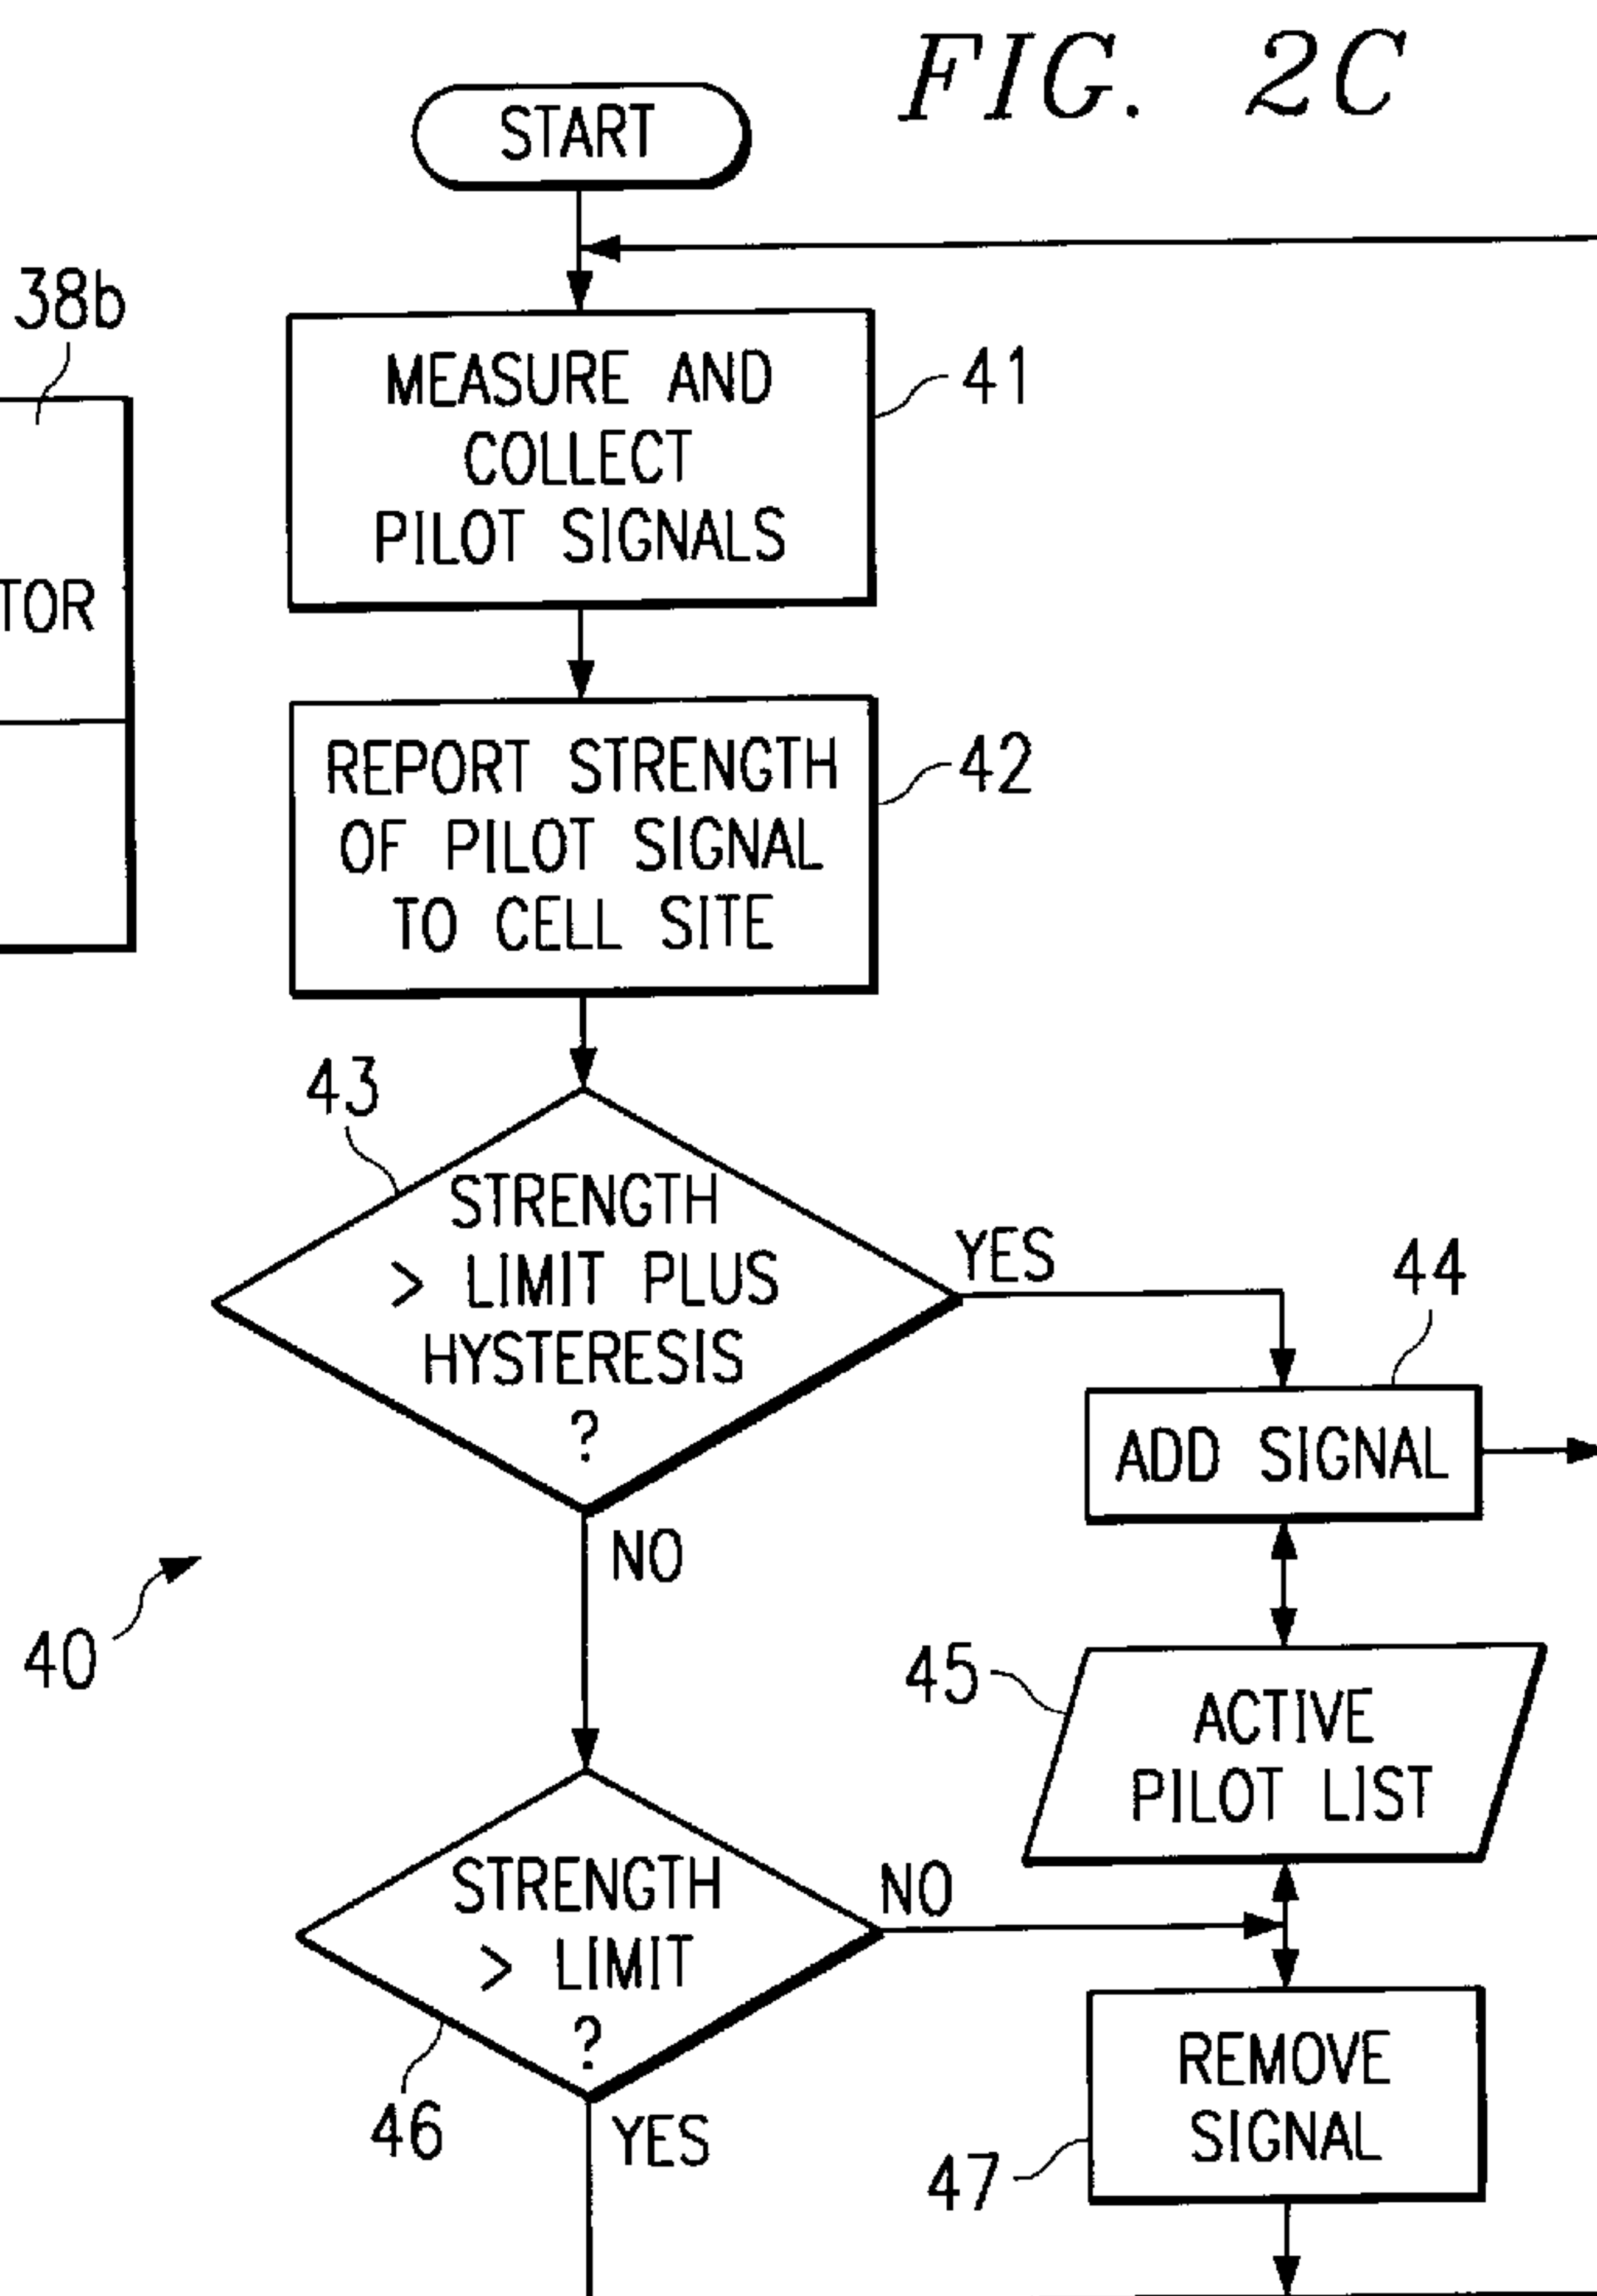 FIG. 2C
START
38b
MEASURE AND
COLLECT
PILOT SIGNALS
41
TOR
REPORT STRENGTH
OF PILOT SIGNAL
TO CELL SITE
42
43
STRENGTH
> LIMIT PLUS
HYSTERESIS
?
YES
44
ADD SIGNAL
NO
40
45
ACTIVE
PILOT LIST
STRENGTH
> LIMIT
?
NO
46
YES
REMOVE
SIGNAL
47